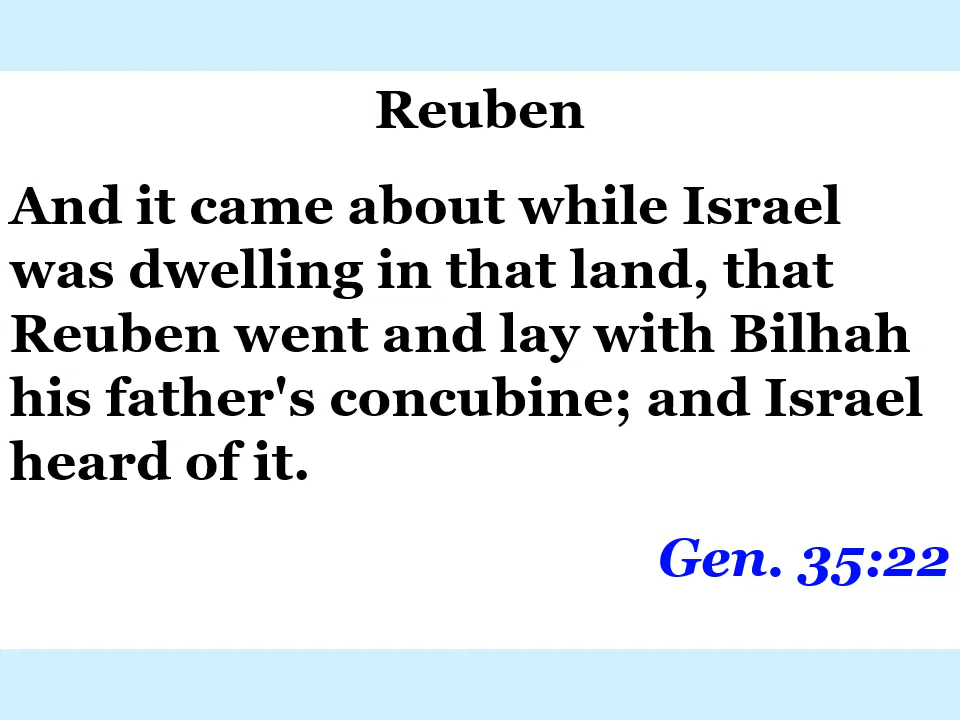 Reuben
And it came about while Israel
was dwelling in that land, that
Reuben went and lay with Bilhah
his father's concubine; and Israel
heard of it.
Gen. 35:22